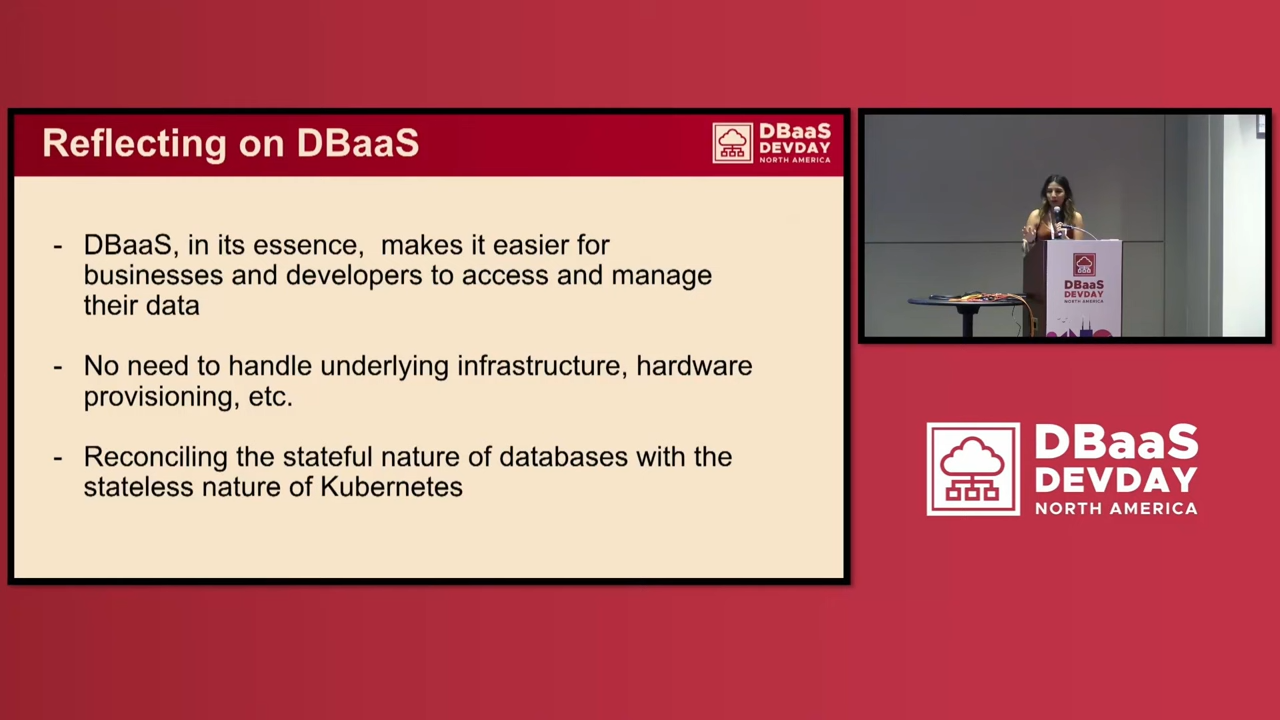 Reflecting on DBaaS
DBaaS
DEVDAY
NORTH AMERICA
- DBaaS, in its essence,  makes it easier for
businesses and developers to access and manage
their data
- No need to handle underlying infrastructure, hardware
provisioning, etc.
- Reconciling the stateful nature of databases with the
stateless nature of Kubernetes
DBaaS
DEVDAY
NORTH AMERICA
DBaaS
DEVDAY
NORTH AMERICA